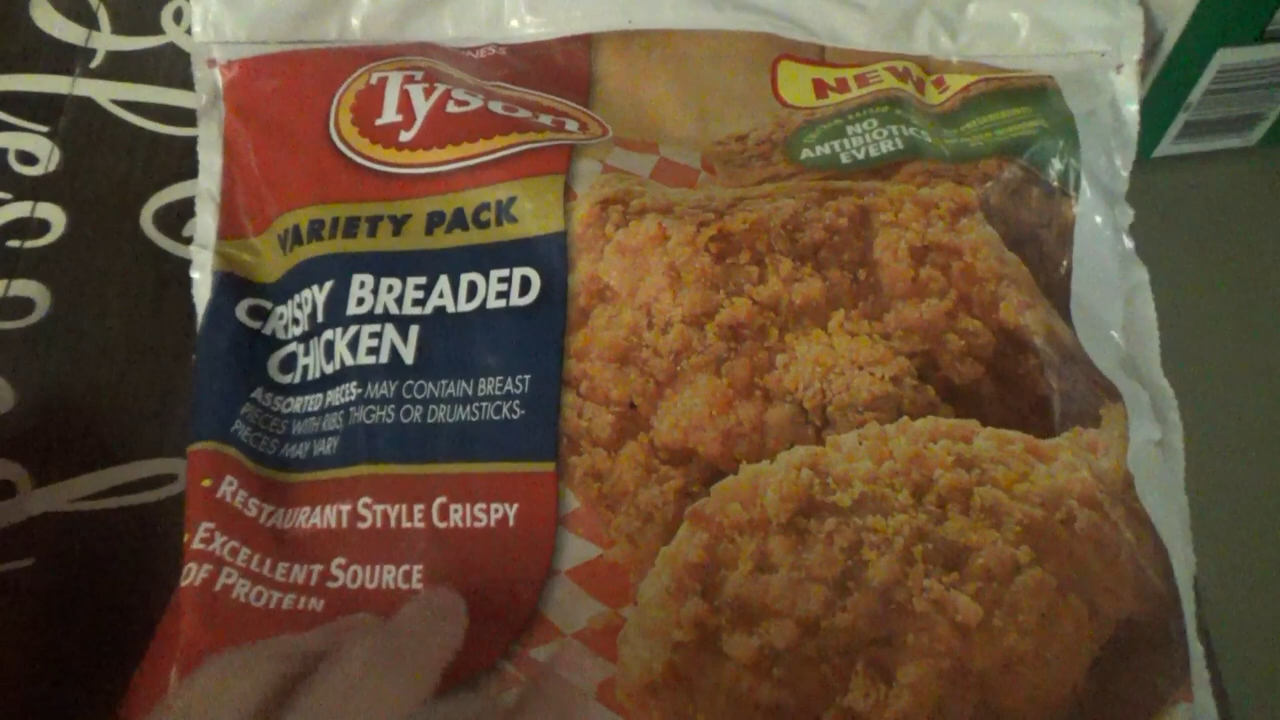 Tyson
NEW!
NO
ANTIBIOTICS
EVER!
VARIETY PACK
CRISPY BREADED
CHICKEN
ASSORTED PIECES- MAY CONTAIN BREAST
PIECES WITH RIBS, THIGHS OR DRUMSTICKS-
PIECES MAY VARY
• RESTAURANT STYLE CRISPY
• EXCELLENT SOURCE
OF PROTEIN